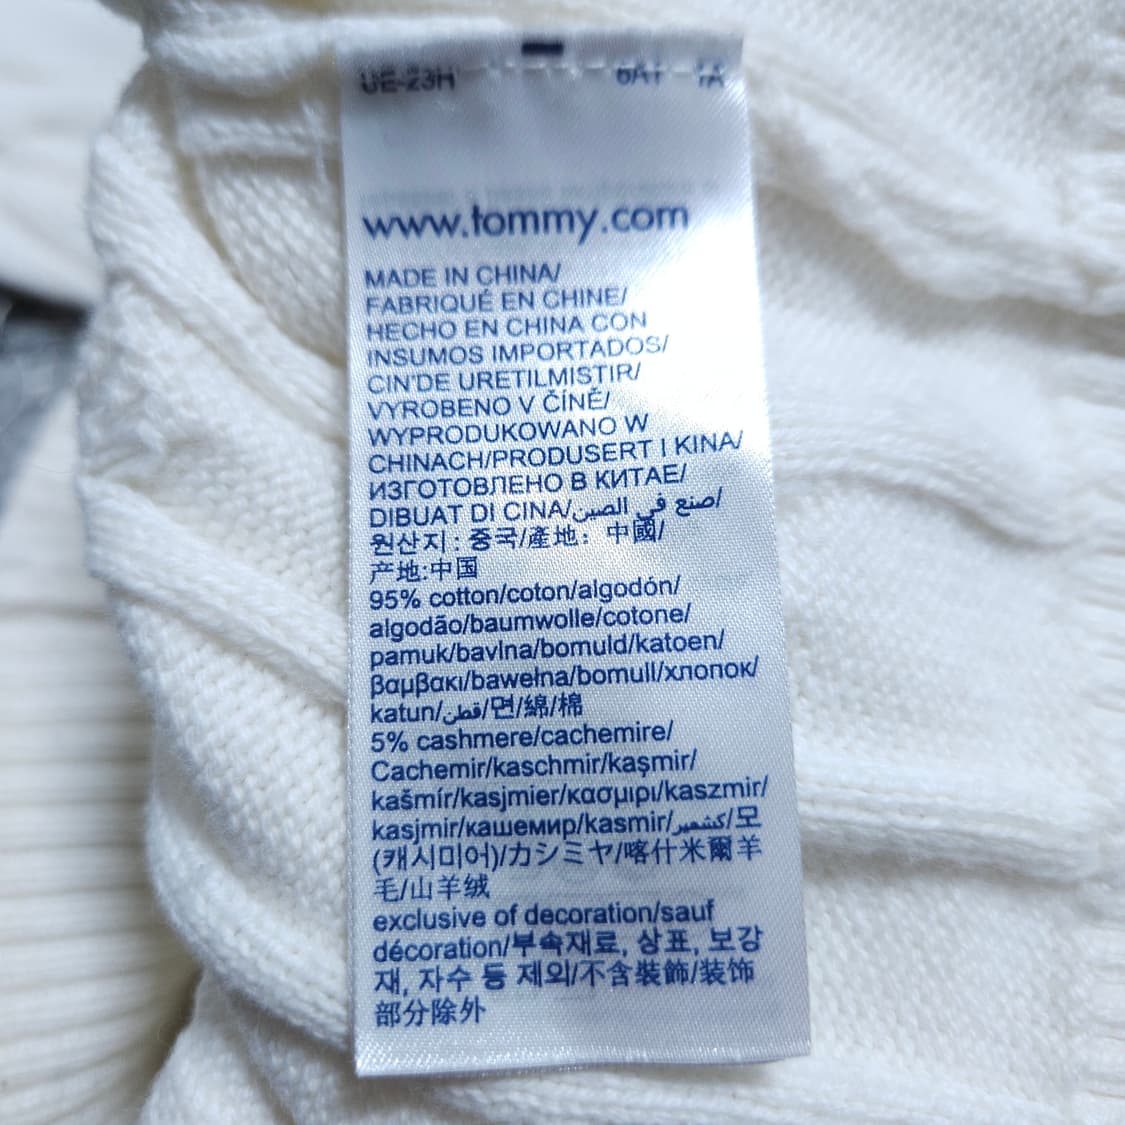 UE-23H 6A1 1A
www.tommy.com
MADE IN CHINA/
FABRIQUÉ EN CHINE/
HECHO EN CHINA CON
INSUMOS IMPORTADOS/
CIN'DE URETILMISTIR/
VYROBENO V ČÍNĚ/
WYPRODUKOWANO W
CHINACH/PRODUSERT I KINA/
ИЗГОТОВЛЕНО В КИТАЕ/
DIBUAT DI CINA/صنع في الصين/
원산지 : 중국/產地： 中國/
产地:中国
95% cotton/coton/algodón/
algodão/baumwolle/cotone/
pamuk/bavlna/bomuld/katoen/
βαμβακι/bawełna/bomull/хлопок/
katun/قطن/면/綿/棉
5% cashmere/cachemire/
Cachemir/kaschmir/kaşmir/
kašmír/kasjmier/κασμιρι/kaszmir/
kasjmir/кашемир/kasmir/كشمير/모
(캐시미어)/カシミヤ/喀什米爾羊
毛/山羊绒
exclusive of decoration/sauf
décoration/부속재료, 상표, 보강
재, 자수 등 제외/不含裝飾/装饰
部分除外